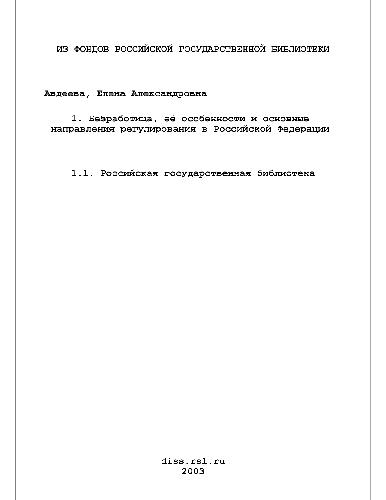 ИЗ ФОНДОВ РОССИЙСКОЙ ГОСУДАРСТВЕННОЙ БИБЛИОТЕКИ
Авдеева, Елена Александровна
1. Безработица, её особенности и основные
направления регулирования в Российской Федерации
1.1. Российская государственная библиотека
diss.rsl.ru
2003